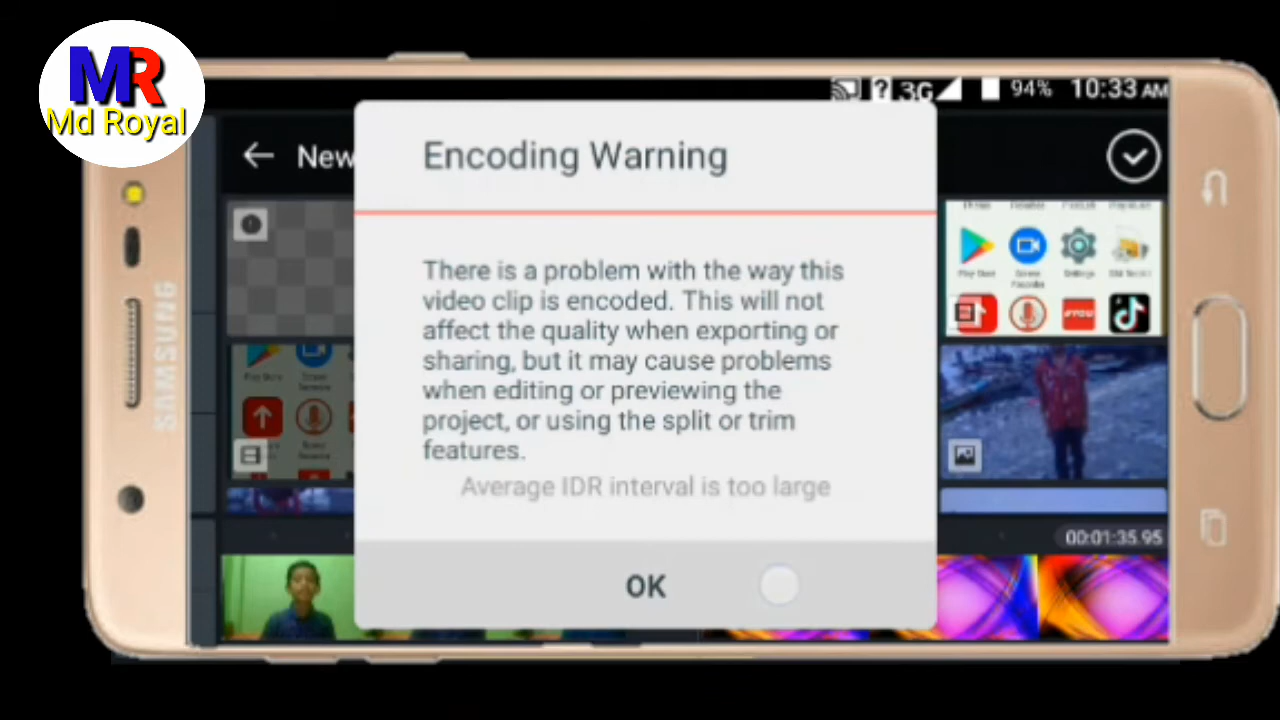 MR
Md Royal
3G
94%
10:33 AM
New
Encoding Warning
There is a problem with the way this
video clip is encoded. This will not
affect the quality when exporting or
sharing, but it may cause problems
when editing or previewing the
project, or using the split or trim
features.
Average IDR interval is too large
OK
Play Store
Settings
SAMSUNG
00:01:35.95